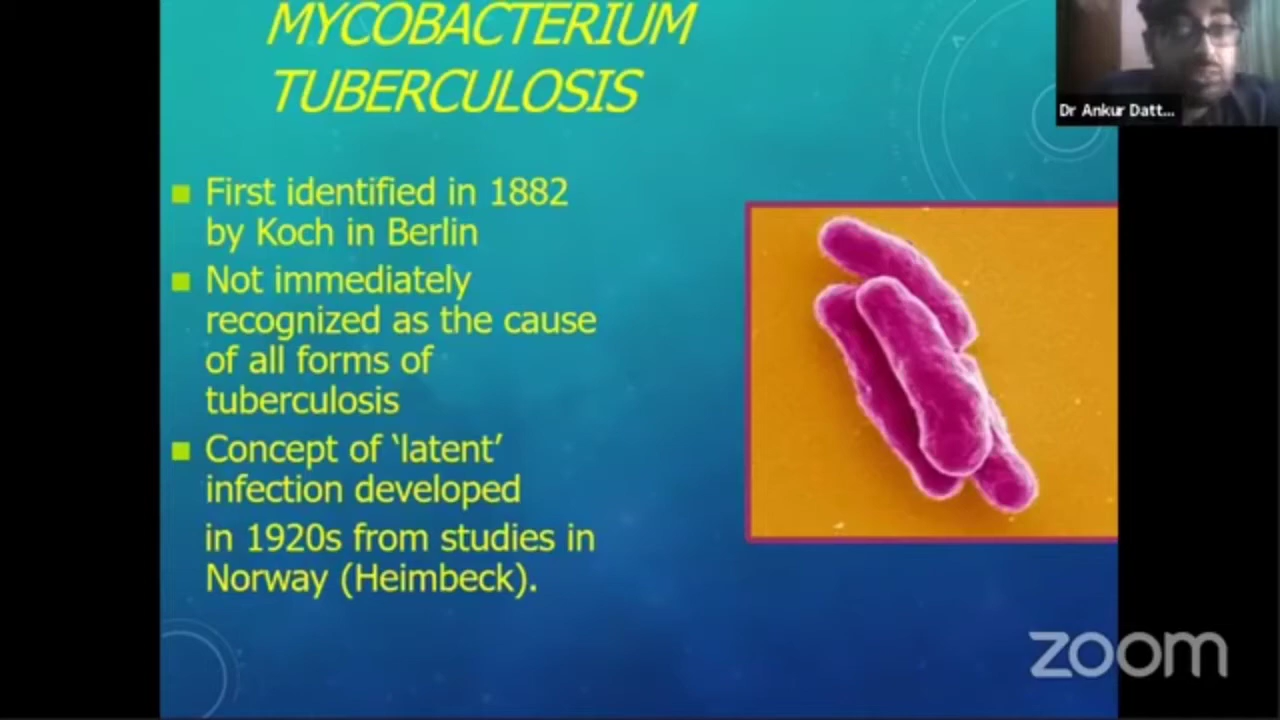 MYCOBACTERIUM
TUBERCULOSIS
Dr Ankur Datt...
First identified in 1882
by Koch in Berlin
Not immediately
recognized as the cause
of all forms of
tuberculosis
Concept of ‘latent’
infection developed
in 1920s from studies in
Norway (Heimbeck).
zoom